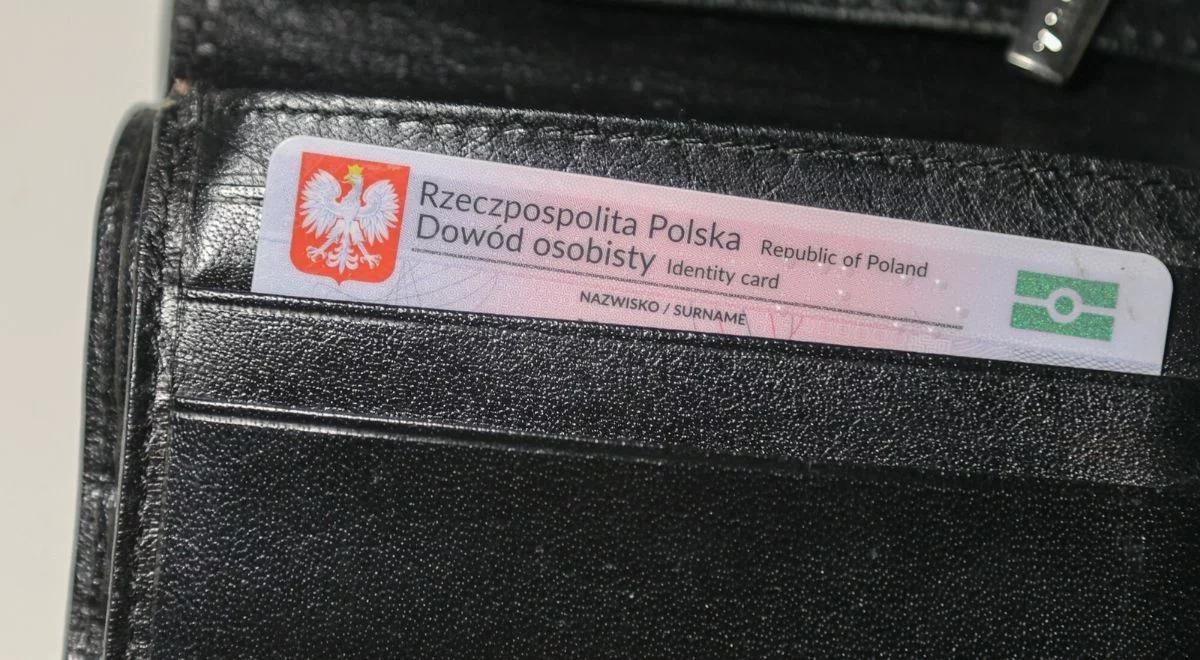 Rzeczpospolita Polska Republic of Poland
Dowód osobisty Identity card
NAZWISKO / SURNAME